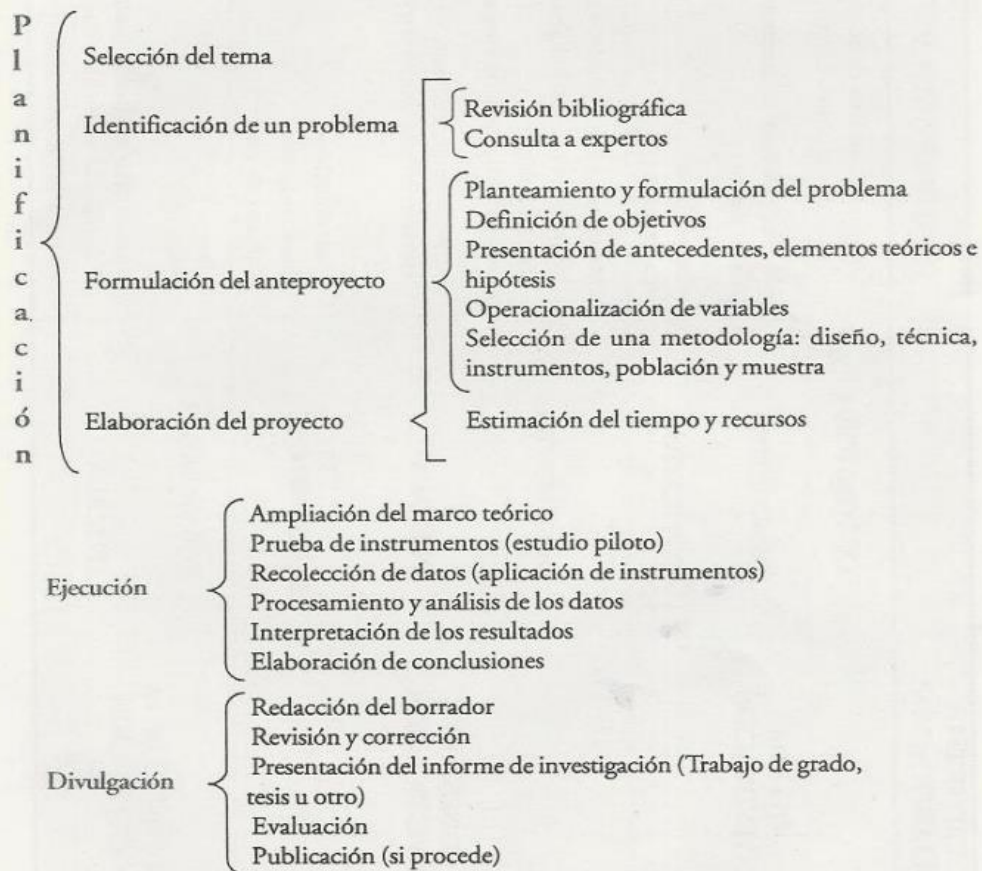 Planificación
Selección del tema
Identificación de un problema
Revisión bibliográfica
Consulta a expertos
Formulación del anteproyecto
Planteamiento y formulación del problema
Definición de objetivos
Presentación de antecedentes, elementos teóricos e
hipótesis
Operacionalización de variables
Selección de una metodología: diseño, técnica,
instrumentos, población y muestra
Elaboración del proyecto
Estimación del tiempo y recursos
Ejecución
Ampliación del marco teórico
Prueba de instrumentos (estudio piloto)
Recolección de datos (aplicación de instrumentos)
Procesamiento y análisis de los datos
Interpretación de los resultados
Elaboración de conclusiones
Divulgación
Redacción del borrador
Revisión y corrección
Presentación del informe de investigación (Trabajo de grado,
tesis u otro)
Evaluación
Publicación (si procede)